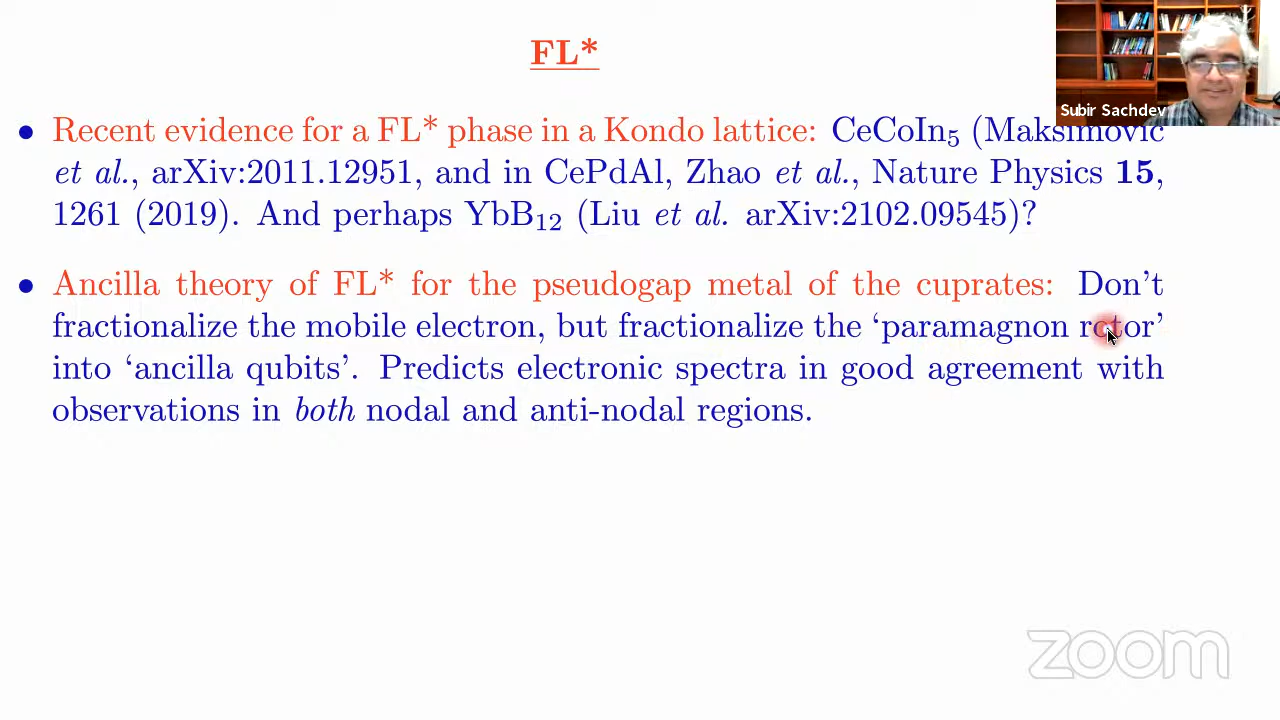 FL*
Subir Sachdev
• Recent evidence for a FL* phase in a Kondo lattice: CeCoIn₅ (Maksimovic
et al., arXiv:2011.12951, and in CePdAl, Zhao et al., Nature Physics 15,
1261 (2019). And perhaps YbB₁₂ (Liu et al. arXiv:2102.09545)?
• Ancilla theory of FL* for the pseudogap metal of the cuprates: Don't
fractionalize the mobile electron, but fractionalize the ‘paramagnon rotor’
into ‘ancilla qubits’. Predicts electronic spectra in good agreement with
observations in both nodal and anti-nodal regions.
zoom